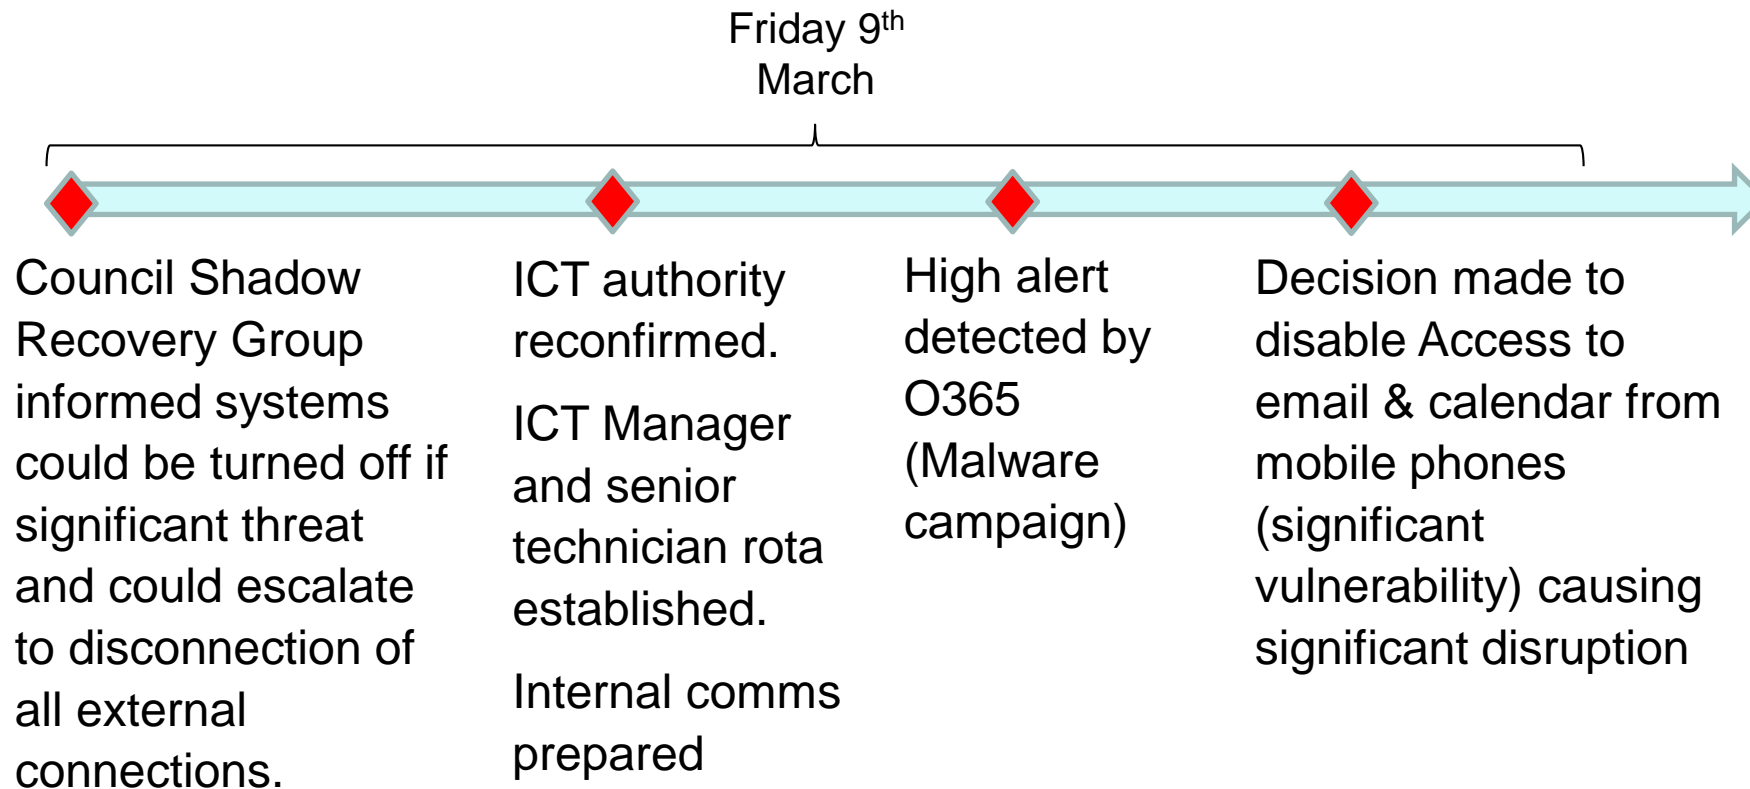 Friday 9th
March
Council Shadow
Recovery Group
informed systems
could be turned off if
significant threat
and could escalate
to disconnection of
all external
connections.
ICT authority
reconfirmed.
ICT Manager
and senior
technician rota
established.
Internal comms
prepared
High alert
detected by
O365
(Malware
campaign)
Decision made to
disable Access to
email & calendar from
mobile phones
(significant
vulnerability) causing
significant disruption